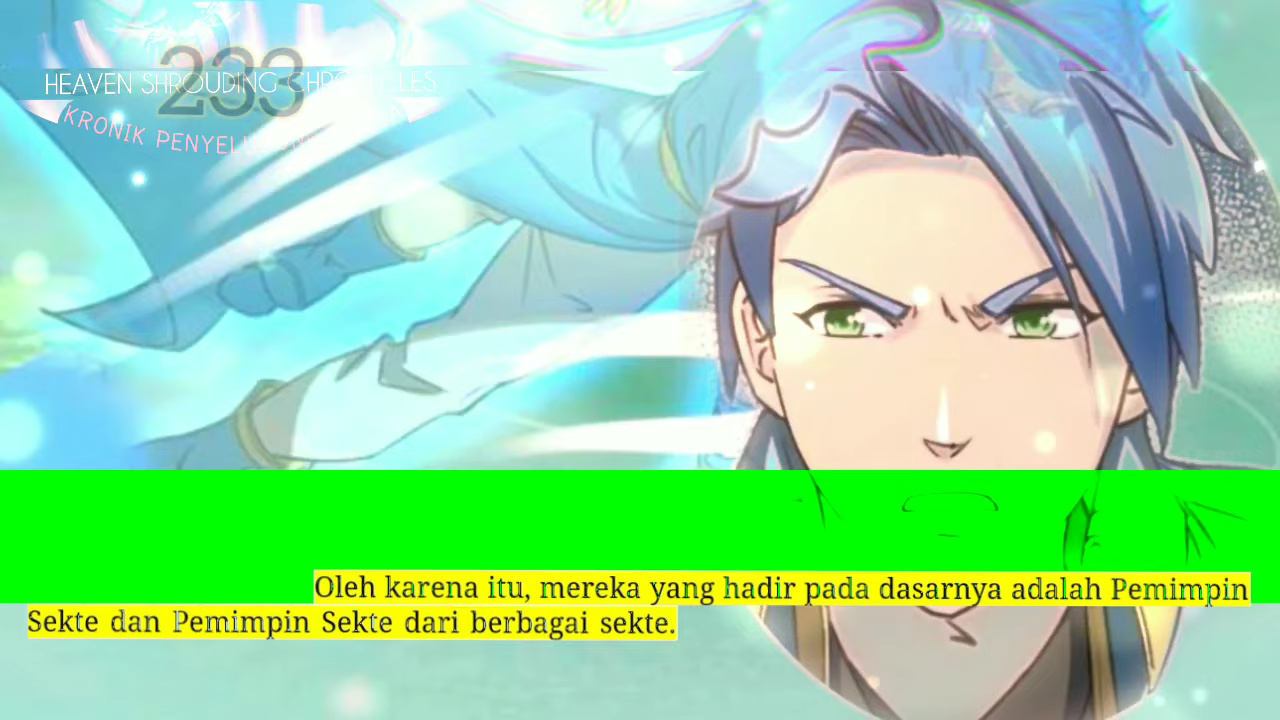 233
HEAVEN SHROUDING CHRONICLES
KRONIK
Oleh karena itu, mereka yang hadir pada dasarnya adalah Pemimpin
Sekte dan Pemimpin Sekte dari berbagai sekte.